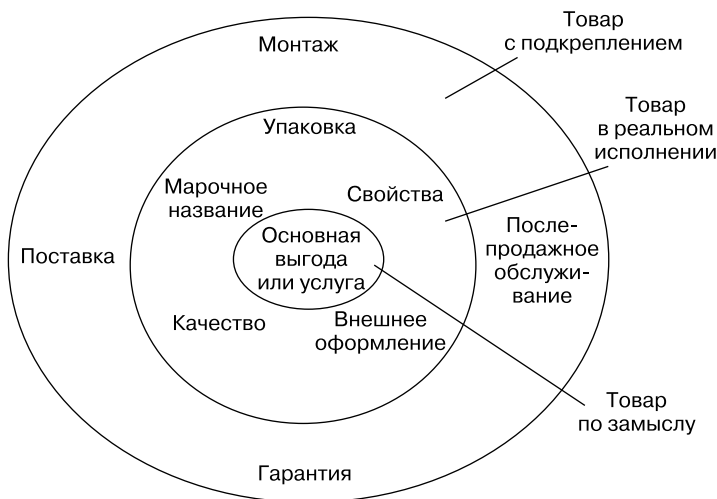 Товар
с подкреплением
Монтаж
Товар
в реальном
исполнении
Упаковка
Марочное
название
Свойства
После-
продажное
обслужи-
вание
Основная
выгода
или услуга
Поставка
Качество
Внешнее
оформление
Товар
по замыслу
Гарантия